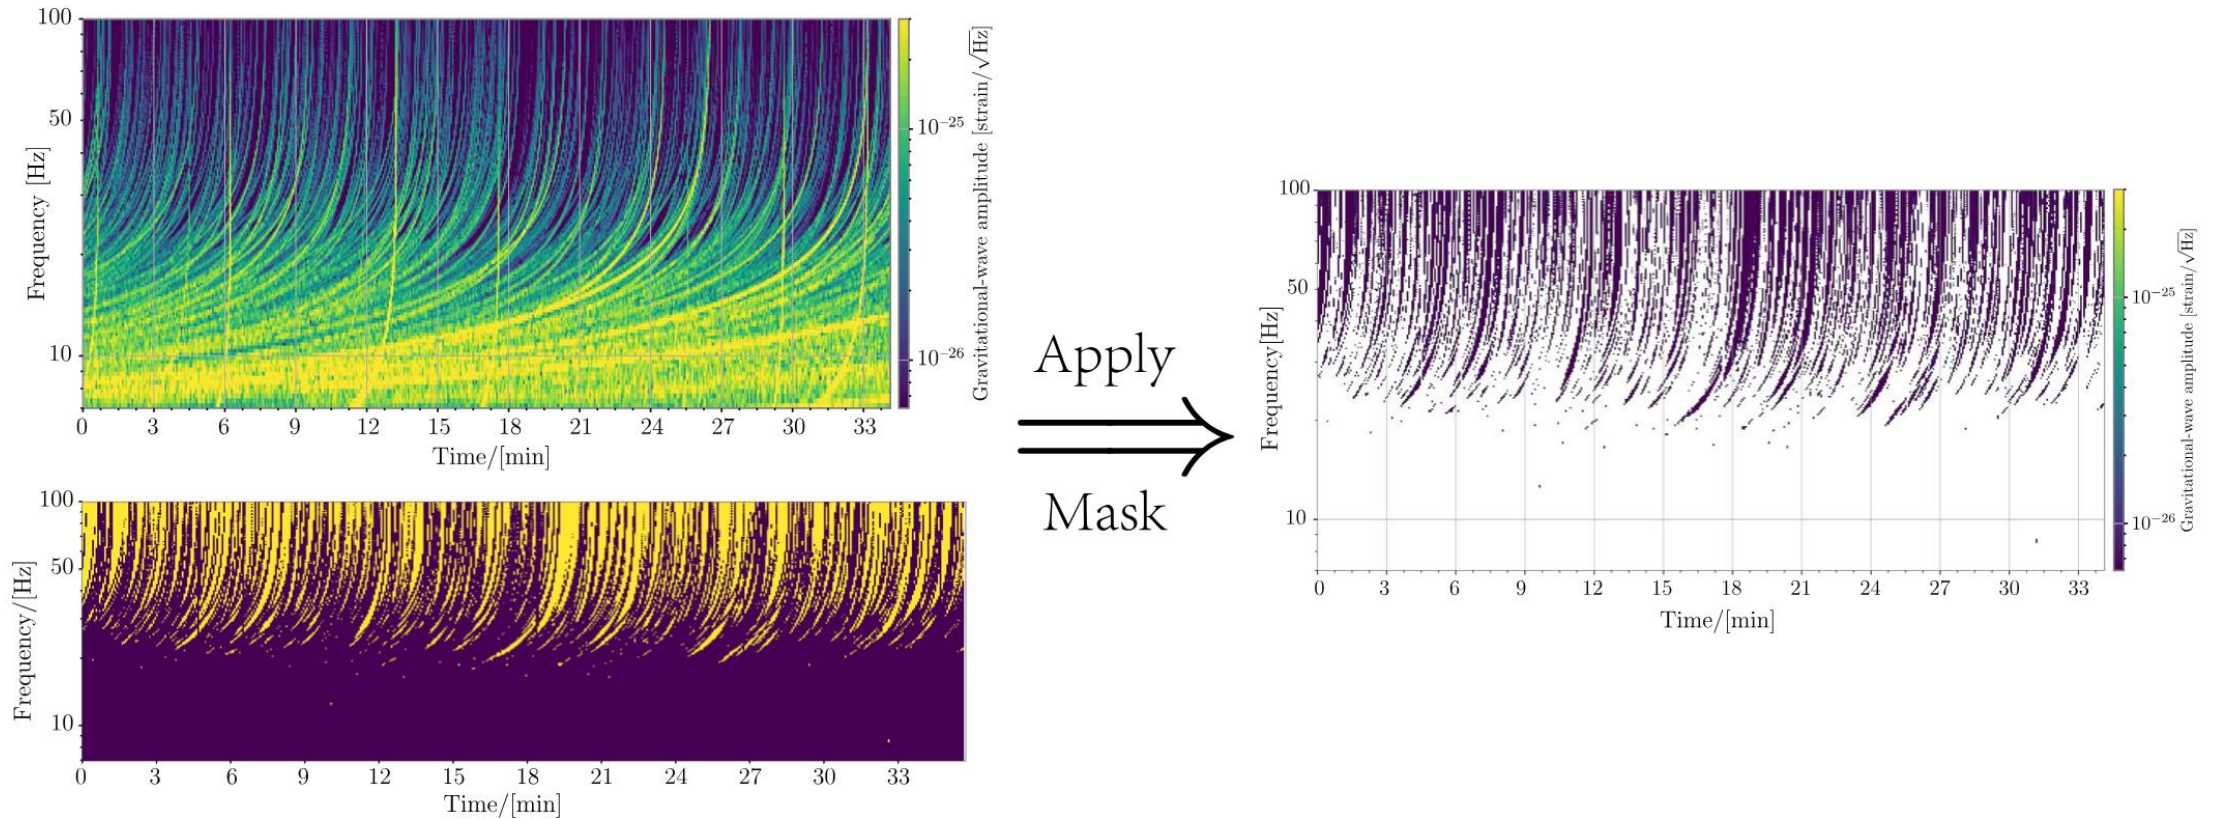 100
50
10
Frequency [Hz]
0 3 6 9 12 15 18 21 24 27 30 33
Time/[min]
10⁻²⁵
10⁻²⁶
Gravitational-wave amplitude [strain/√Hz]
100
50
10
Frequency/[Hz]
0 3 6 9 12 15 18 21 24 27 30 33
Time/[min]
Apply
Mask
100
50
10
Frequency[Hz]
0 3 6 9 12 15 18 21 24 27 30 33
Time/[min]
10⁻²⁵
10⁻²⁶
Gravitational-wave amplitude [strain/√Hz]